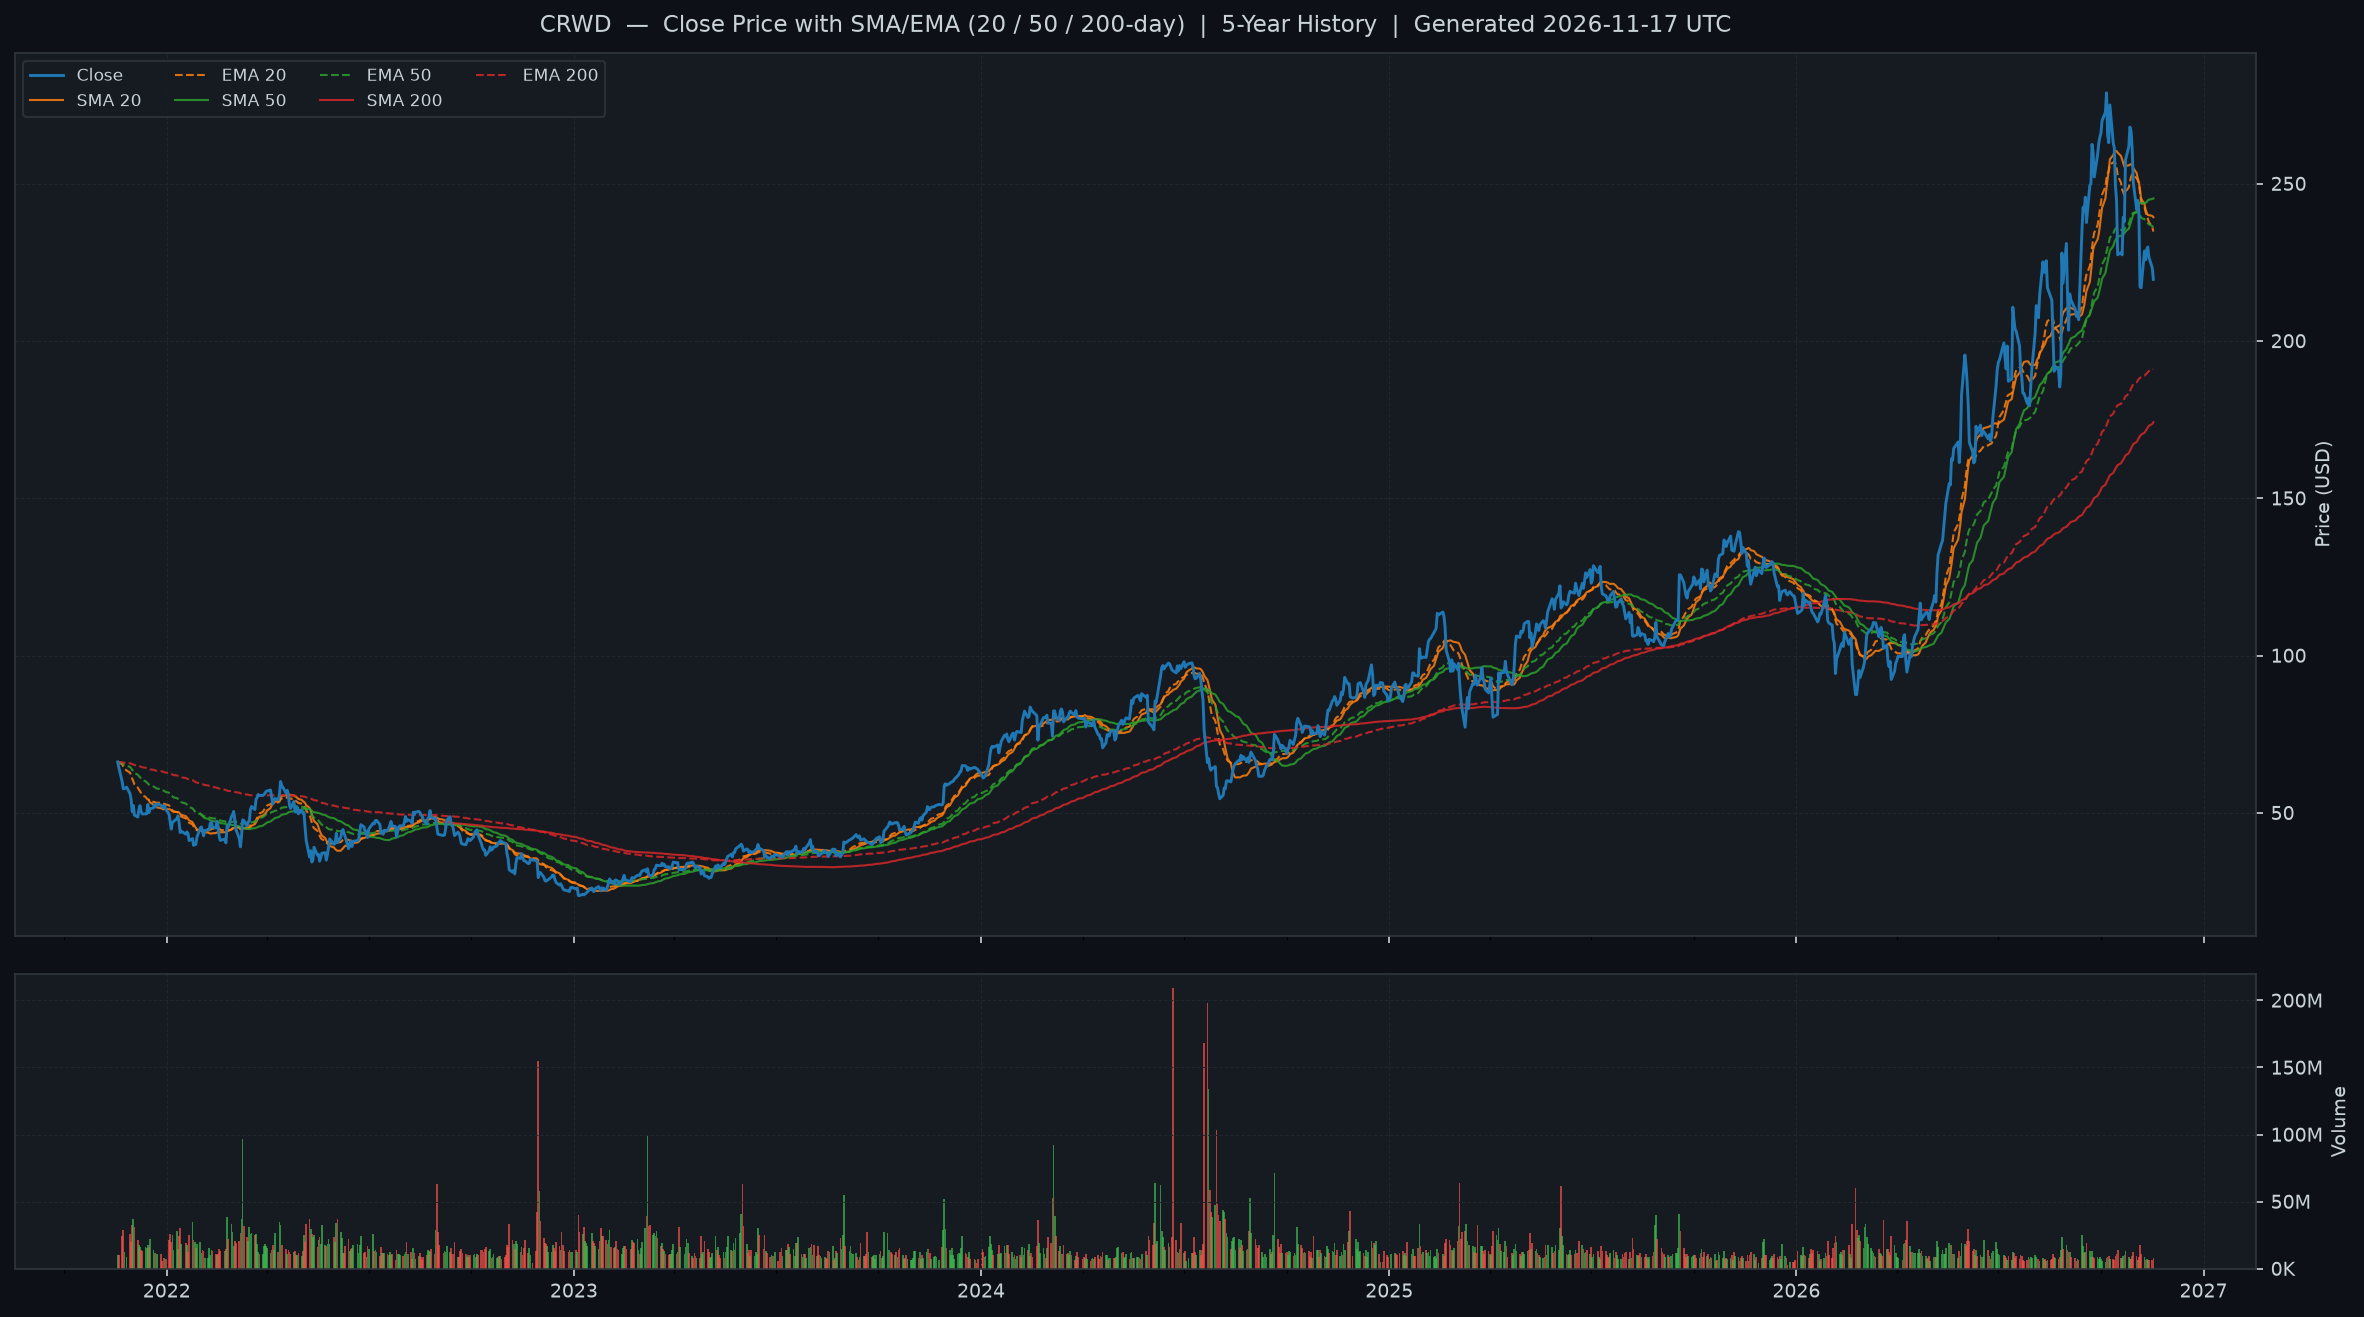 CRWD — Close Price with SMA/EMA (20 / 50 / 200-day) | 5-Year History | Generated 2026-11-17 UTC
Close EMA 20 EMA 50 EMA 200
SMA 20 SMA 50 SMA 200
250
200
150
100
50
Price (USD)
200M
150M
100M
50M
0K
Volume
2022 2023 2024 2025 2026 2027